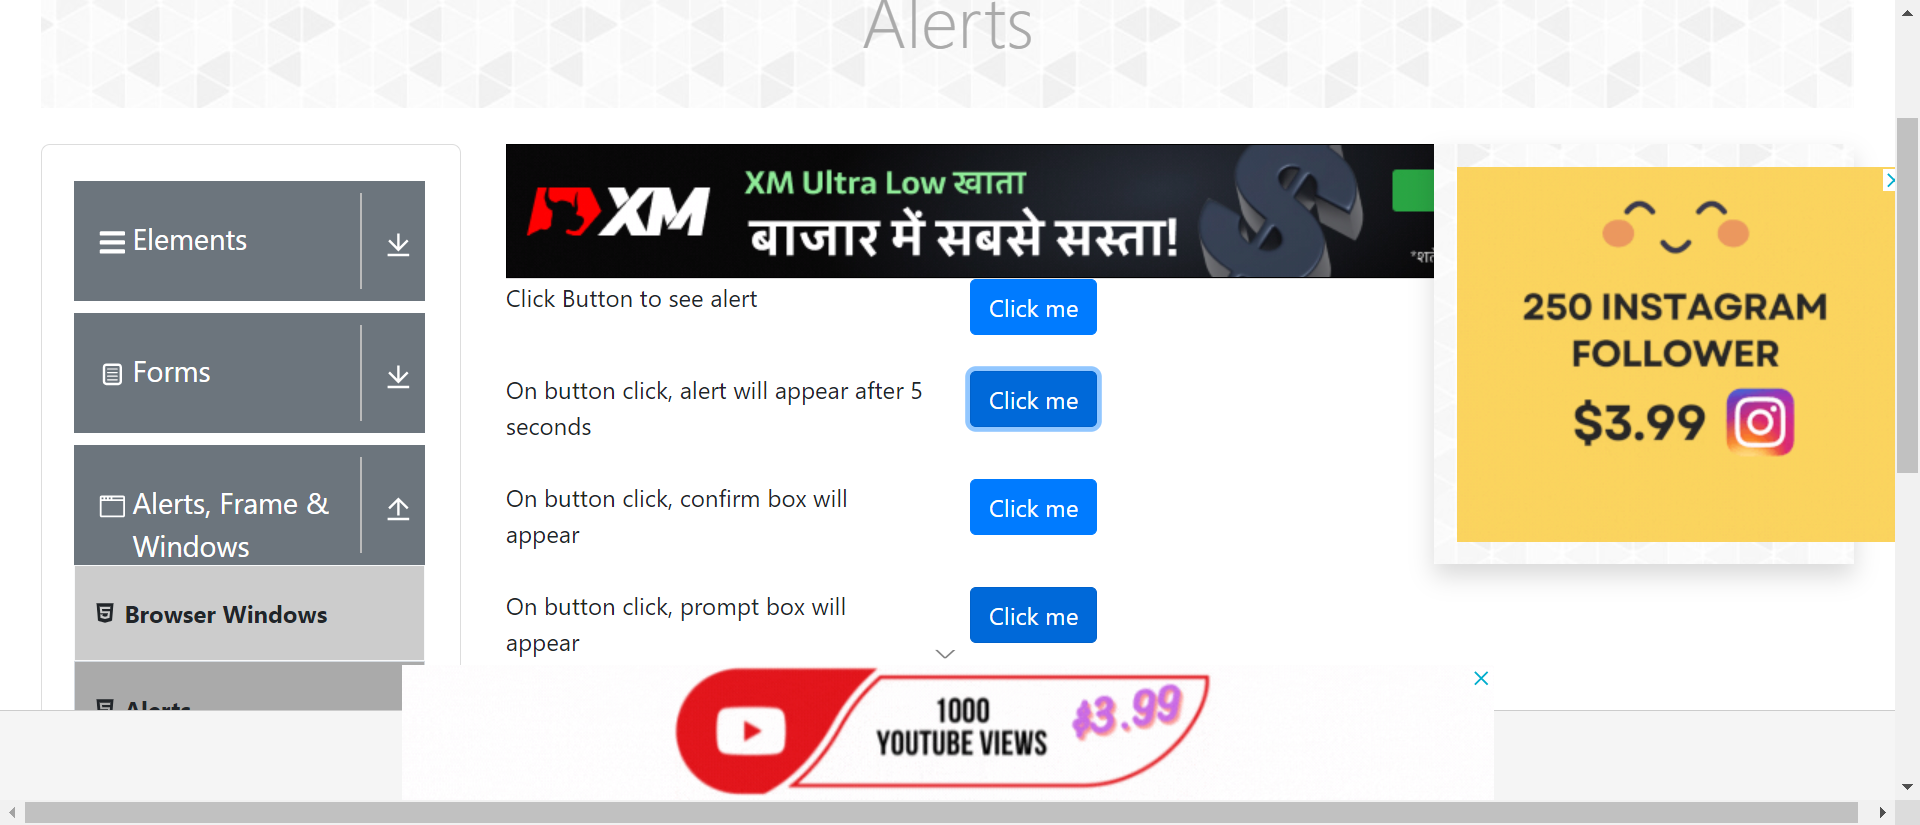 Alerts
Elements
Forms
Alerts, Frame &
Windows
Browser Windows
Alerts
XM
XM Ultra Low खाता
बाजार में सबसे सस्ता!
Click Button to see alert
Click me
On button click, alert will appear after 5
seconds
Click me
On button click, confirm box will
appear
Click me
On button click, prompt box will
appear
Click me
250 INSTAGRAM
FOLLOWER
$3.99
1000
YOUTUBE VIEWS
$3.99